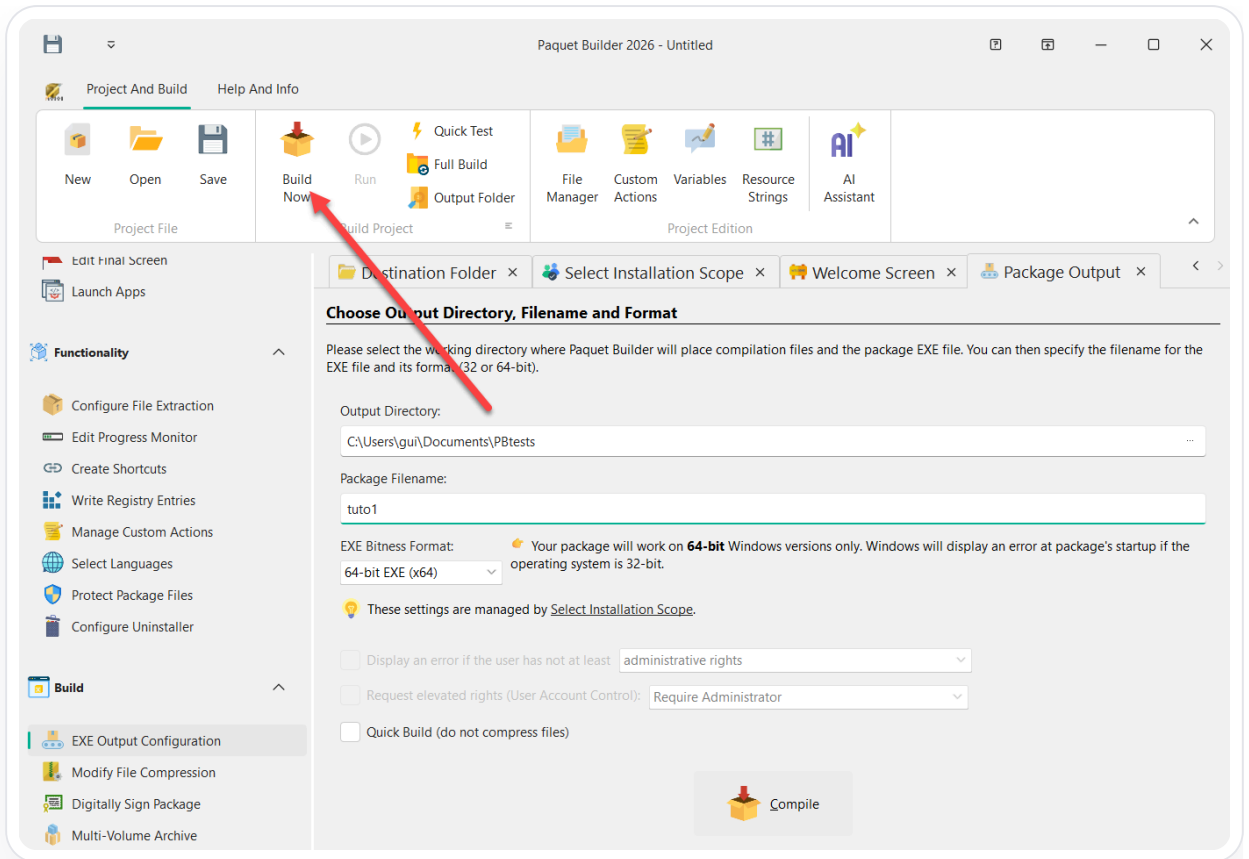 Paquet Builder 2026 - Untitled
Project And Build
Help And Info
New
Open
Save
Project File
Build
Now
Run
Quick Test
Full Build
Output Folder
Build Project
File
Manager
Custom
Actions
Variables
Resource
Strings
Project Edition
AI
AI
Assistant
Edit Final Screen
Launch Apps
Functionality
Configure File Extraction
Edit Progress Monitor
Create Shortcuts
Write Registry Entries
Manage Custom Actions
Select Languages
Protect Package Files
Configure Uninstaller
Build
EXE Output Configuration
Modify File Compression
Digitally Sign Package
Multi-Volume Archive
Destination Folder
Select Installation Scope
Welcome Screen
Package Output
Choose Output Directory, Filename and Format
Please select the working directory where Paquet Builder will place compilation files and the package EXE file. You can then specify the filename for the
EXE file and its format (32 or 64-bit).
Output Directory:
C:\Users\gui\Documents\PBtests
...
Package Filename:
tuto1
EXE Bitness Format:
64-bit EXE (x64)
Your package will work on 64-bit Windows versions only. Windows will display an error at package's startup if the
operating system is 32-bit.
These settings are managed by Select Installation Scope.
Display an error if the user has not at least
administrative rights
Request elevated rights (User Account Control):
Require Administrator
Quick Build (do not compress files)
Compile